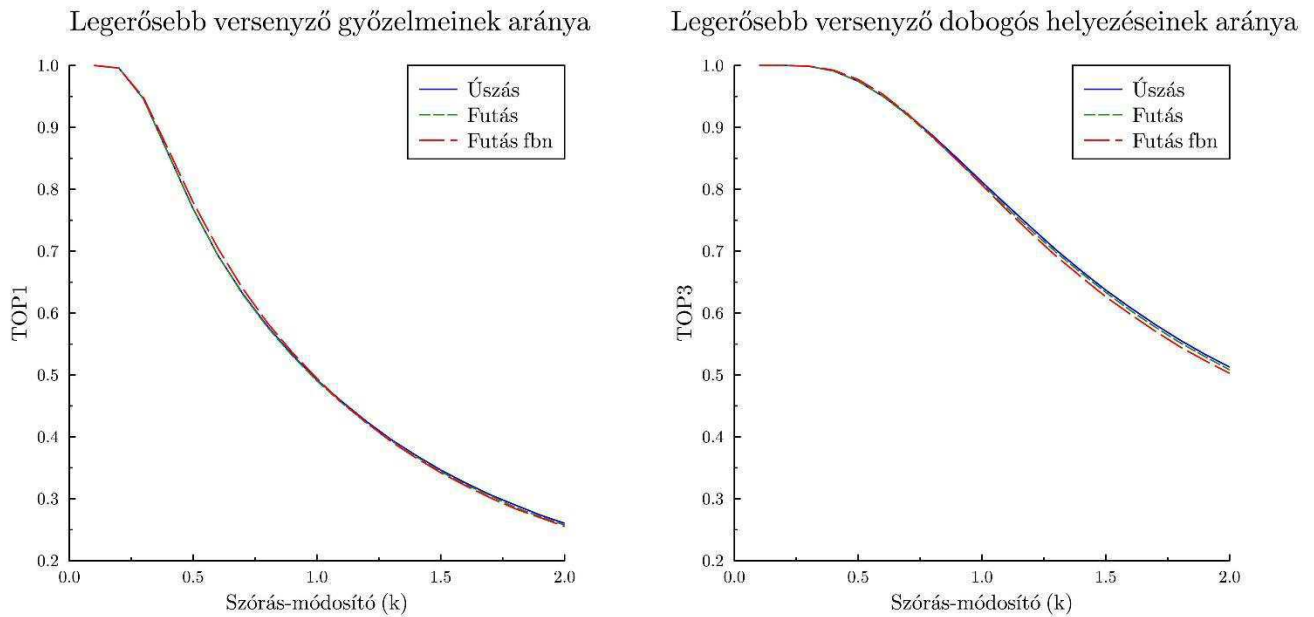 Legerősebb versenyző győzelmeinek aránya
1.0
0.9
0.8
0.7
0.6
0.5
0.4
0.3
0.2
TOP1
Úszás
Futás
Futás fbn
0.0 0.5 1.0 1.5 2.0
Szórás-módosító (k)
Legerősebb versenyző dobogós helyezéseinek aránya
1.0
0.9
0.8
0.7
0.6
0.5
0.4
0.3
0.2
TOP3
Úszás
Futás
Futás fbn
0.0 0.5 1.0 1.5 2.0
Szórás-módosító (k)